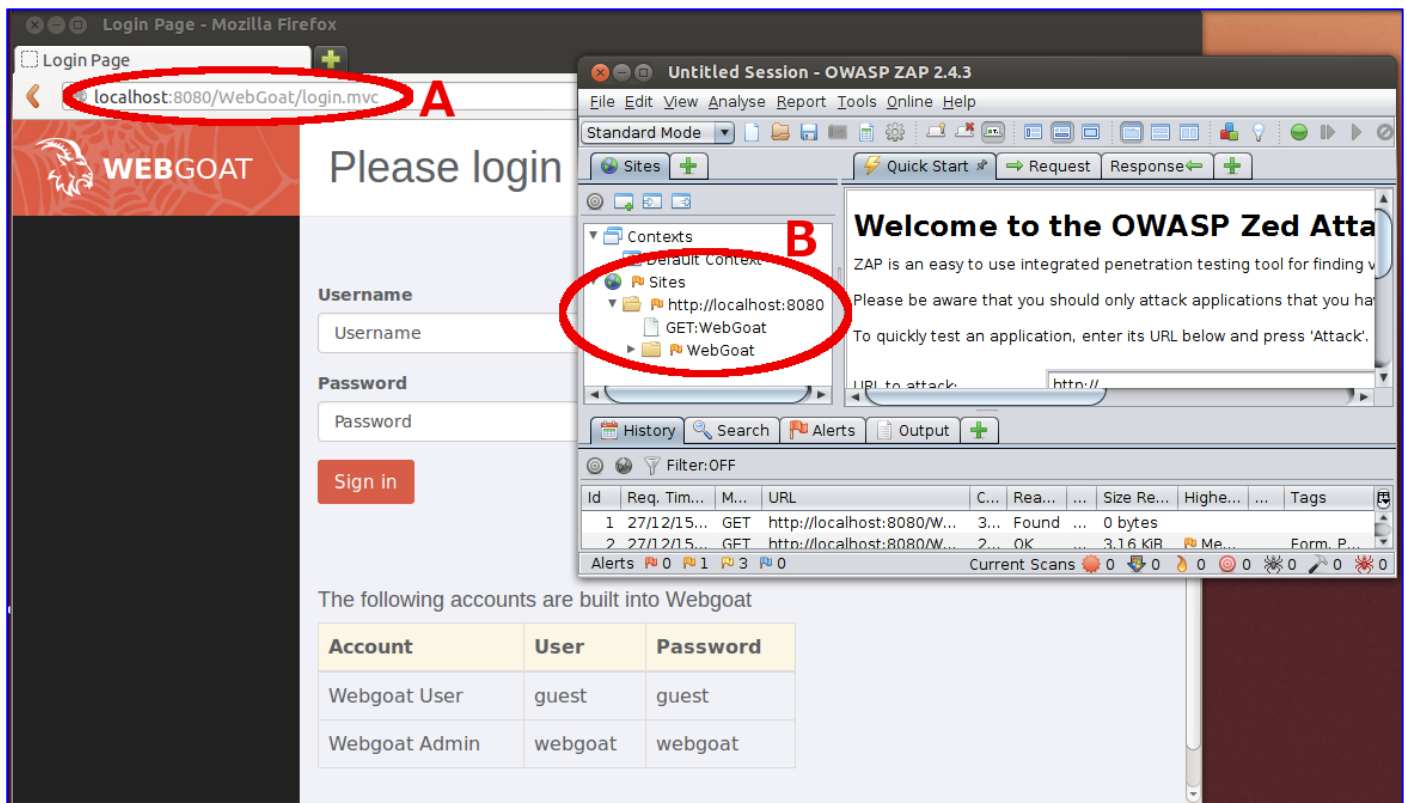 Login Page - Mozilla Firefox
Login Page
localhost:8080/WebGoat/login.mvc
A
WEBGOAT
Please login
Username
Username
Password
Password
Sign in
The following accounts are built into Webgoat
Account User Password
Webgoat User guest guest
Webgoat Admin webgoat webgoat
Untitled Session - OWASP ZAP 2.4.3
File Edit View Analyse Report Tools Online Help
Standard Mode
Sites
Quick Start Request Response
Contexts
B
Default Context
Sites
http://localhost:8080
GET:WebGoat
WebGoat
Welcome to the OWASP Zed Atta
ZAP is an easy to use integrated penetration testing tool for finding v
Please be aware that you should only attack applications that you ha
To quickly test an application, enter its URL below and press 'Attack'.
URL to attack: http://
History Search Alerts Output
Filter:OFF
Id Req. Tim... M... URL C... Rea... ... Size Re... Highe... ... Tags
1 27/12/15... GET http://localhost:8080/W... 3... Found ... 0 bytes
2 27/12/15... GET http://localhost:8080/W... 2... OK ... 3.16 KiB Me... Form, P...
Alerts 0 1 3 0 Current Scans 0 0 0 0 0 0 0